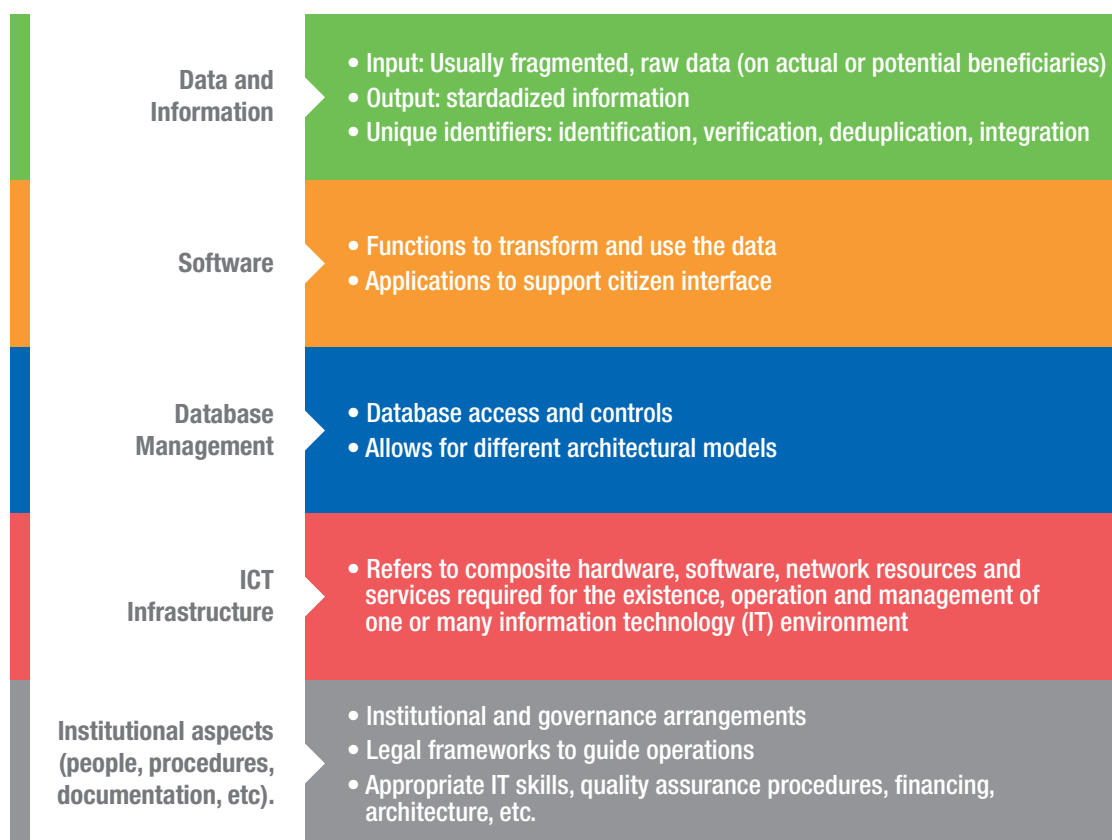 Data and
Information
• Input: Usually fragmented, raw data (on actual or potential beneficiaries)
• Output: stardadized information
• Unique identifiers: identification, verification, deduplication, integration
Software
• Functions to transform and use the data
• Applications to support citizen interface
Database
Management
• Database access and controls
• Allows for different architectural models
ICT
Infrastructure
• Refers to composite hardware, software, network resources and
services required for the existence, operation and management of
one or many information technology (IT) environment
Institutional aspects
(people, procedures,
documentation, etc).
• Institutional and governance arrangements
• Legal frameworks to guide operations
• Appropriate IT skills, quality assurance procedures, financing,
architecture, etc.